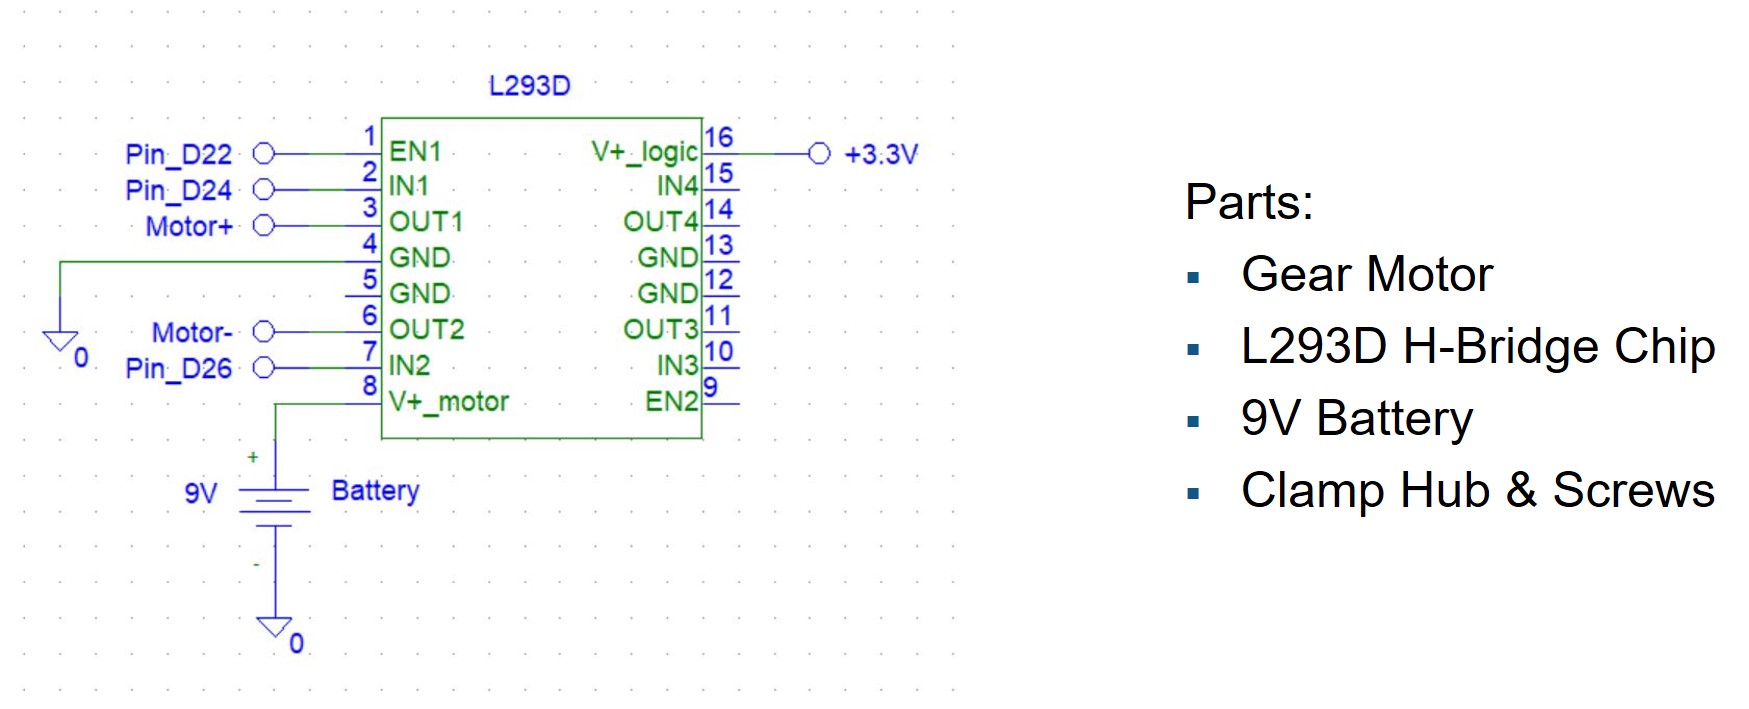 L293D
Pin_D22
1
EN1
Pin_D24
2
IN1
Motor+
3
OUT1
4
GND
5
GND
Motor-
6
OUT2
Pin_D26
7
IN2
8
V+_motor
V+_logic
16
+3.3V
IN4
15
OUT4
14
GND
13
GND
12
OUT3
11
IN3
10
EN2
9
0
+
9V
Battery
-
0
Parts:
▪ Gear Motor
▪ L293D H-Bridge Chip
▪ 9V Battery
▪ Clamp Hub & Screws